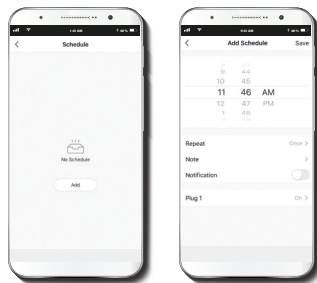 Schedule
No Schedule
Add
Add Schedule Save
9 44
10 45
11 46 AM
12 47 PM
1 48
Repeat Once >
Note >
Notification
Plug 1 On >